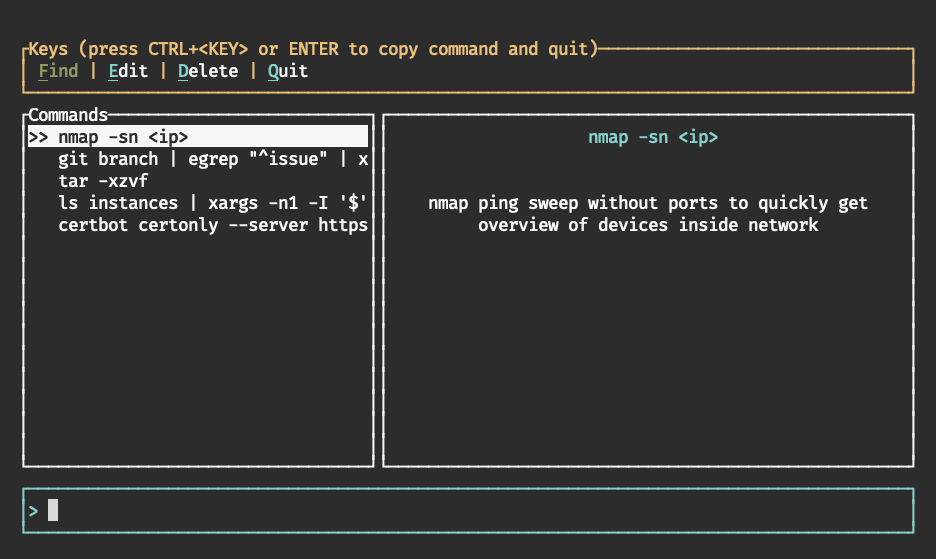 Keys (press CTRL+<KEY> or ENTER to copy command and quit)
Find | Edit | Delete | Quit
Commands
>> nmap -sn <ip>
git branch | egrep "^issue" | x
tar -xzvf
ls instances | xargs -n1 -I '$'
certbot certonly --server https
nmap -sn <ip>
nmap ping sweep without ports to quickly get
overview of devices inside network
>